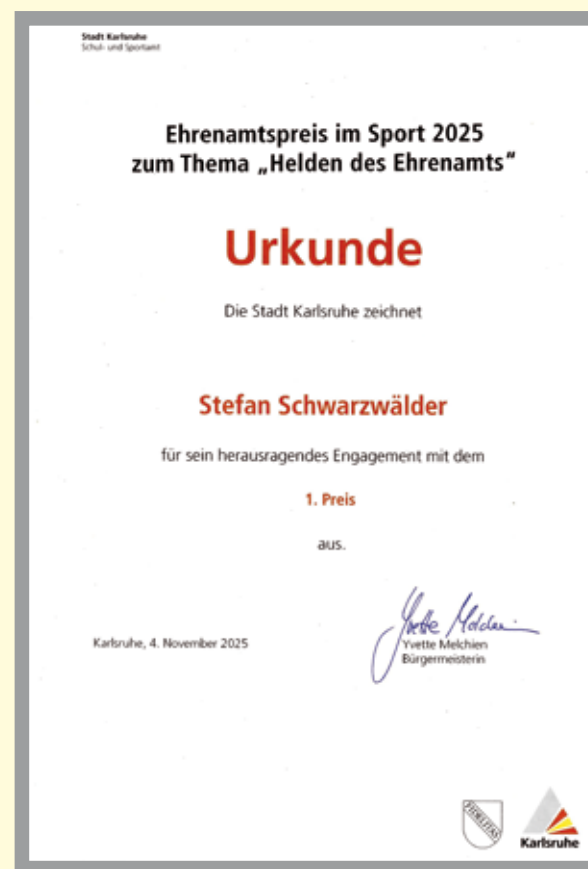 Stadt Karlsruhe
Schul- und Sportamt
Ehrenamtspreis im Sport 2025
zum Thema „Helden des Ehrenamts“
Urkunde
Die Stadt Karlsruhe zeichnet
Stefan Schwarzwälder
für sein herausragendes Engagement mit dem
1. Preis
aus.
Karlsruhe, 4. November 2025
Yvette Melchien
Bürgermeisterin
FIDELITAS
Karlsruhe